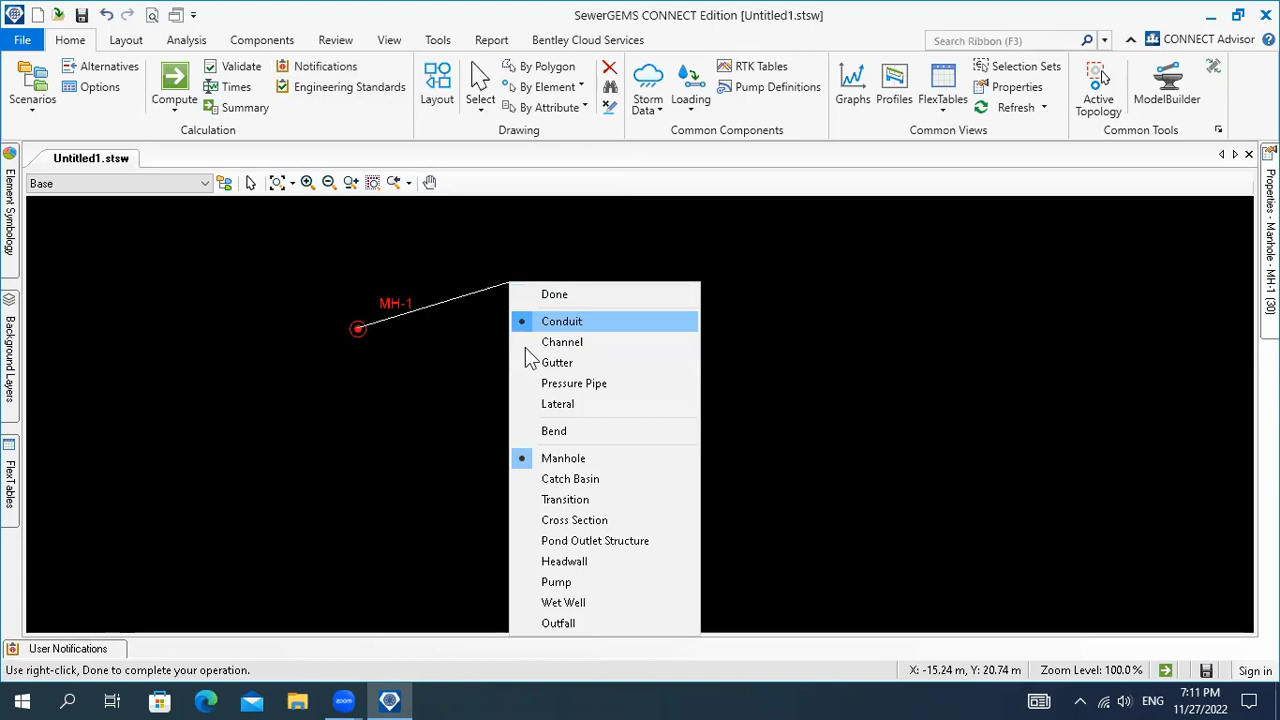 SewerGEMS CONNECT Edition [Untitled1.stsw]
File Home Layout Analysis Components Review View Tools Report Bentley Cloud Services Search Ribbon (F3) CONNECT Advisor
Scenarios Alternatives Options
Compute Validate Times Summary Notifications Engineering Standards
Calculation
Layout Select By Polygon By Element By Attribute
Drawing
Storm Data Loading RTK Tables Pump Definitions
Common Components
Graphs Profiles FlexTables Selection Sets Properties Refresh
Common Views
Active Topology ModelBuilder
Common Tools
Untitled1.stsw
Base
Element Symbology
Background Layers
FlexTables
Properties - Manhole - MH-1 (30)
MH-1
Done
Conduit
Channel
Gutter
Pressure Pipe
Lateral
Bend
Manhole
Catch Basin
Transition
Cross Section
Pond Outlet Structure
Headwall
Pump
Wet Well
Outfall
User Notifications
Use right-click, Done to complete your operation. X: -15.24 m, Y: 20.74 m Zoom Level: 100.0 % Sign in
zoom ENG 7:11 PM
11/27/2022